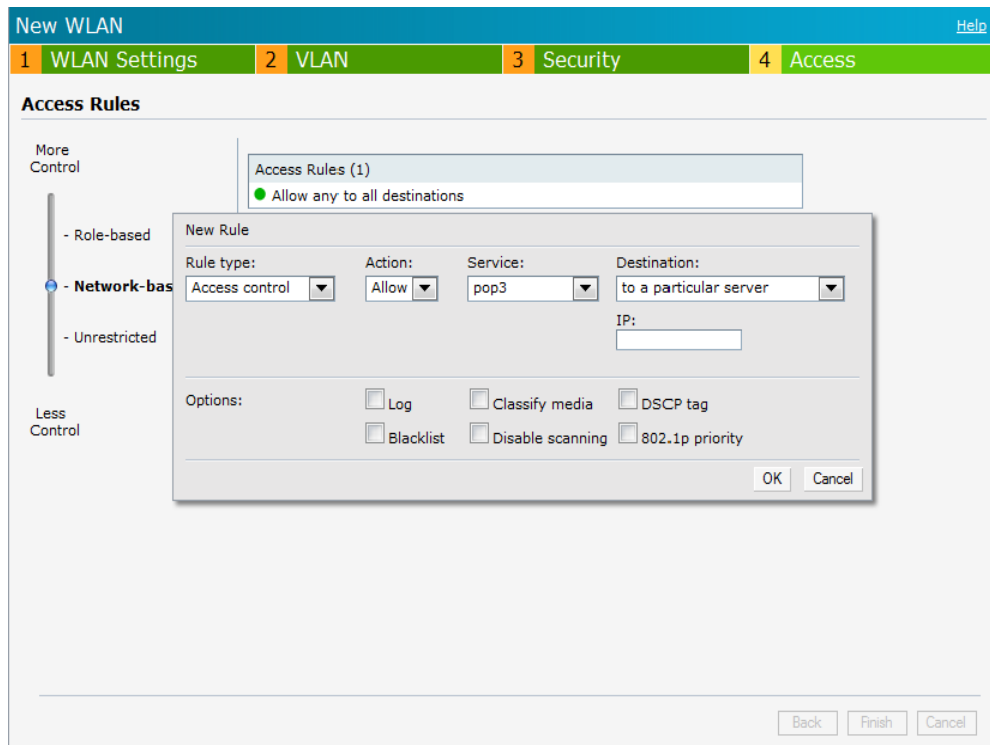 New WLAN
Help
1 WLAN Settings 2 VLAN 3 Security 4 Access
Access Rules
More
Control
- Role-based
- Network-bas
- Unrestricted
Less
Control
Access Rules (1)
Allow any to all destinations
New Rule
Rule type: Action: Service: Destination:
Access control Allow pop3 to a particular server
IP:
Options: Log Classify media DSCP tag
Blacklist Disable scanning 802.1p priority
OK Cancel
Back Finish Cancel